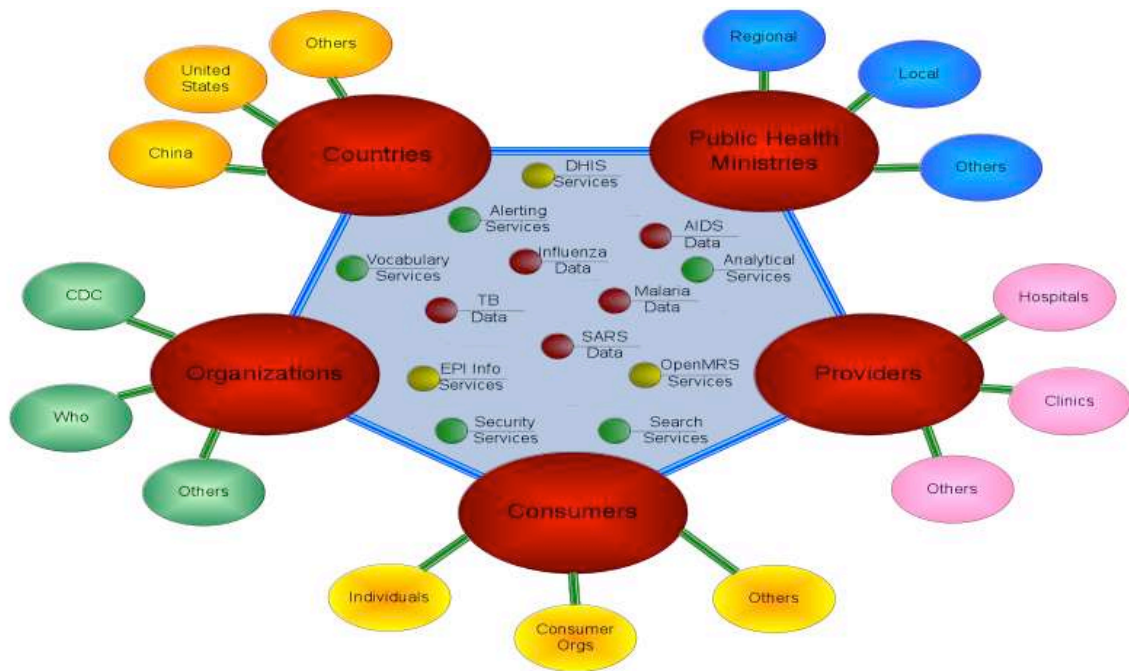 Others
Regional
United
States
Local
China
Countries
Public Health
Ministries
Others
DHIS
Services
Alerting
Services
AIDS
Data
Vocabulary
Services
Influenza
Data
Analytical
Services
CDC
TB
Data
Malaria
Data
Hospitals
SARS
Data
Organizations
EPI Info
Services
OpenMRS
Services
Providers
Who
Clinics
Security
Services
Search
Services
Others
Others
Consumers
Individuals
Consumer
Orgs
Others